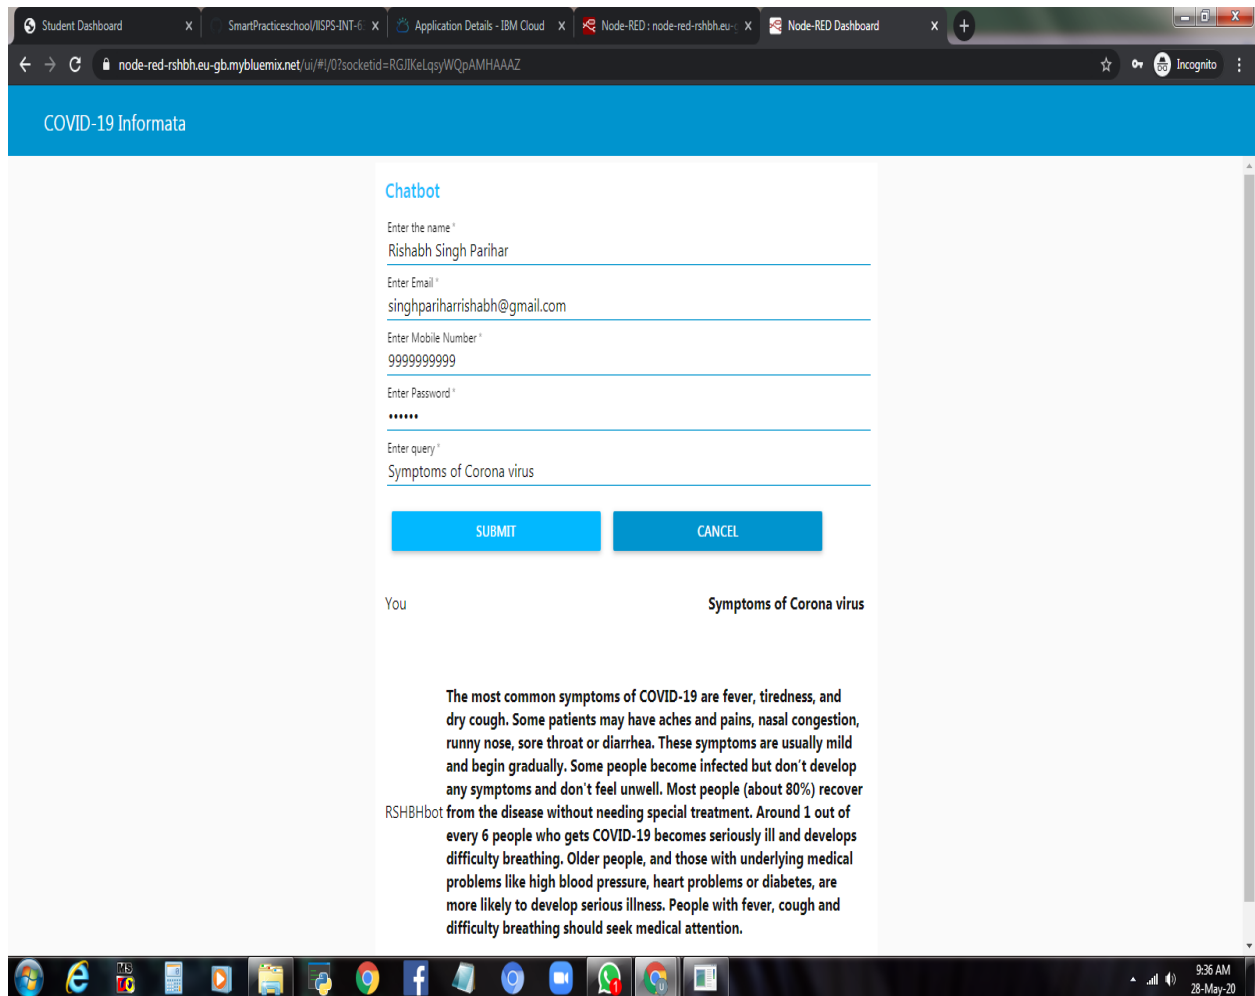 Student Dashboard
SmartPracticeschool/IISPS-INT-6
Application Details - IBM Cloud
Node-RED : node-red-rshbh.eu-g
Node-RED Dashboard
node-red-rshbh.eu-gb.mybluemix.net/ui/#!/0?socketid=RGJIKeLqsyWQpAMHAAAZ
Incognito
COVID-19 Informata
Chatbot
Enter the name *
Rishabh Singh Parihar
Enter Email *
singhpariharrishabh@gmail.com
Enter Mobile Number *
9999999999
Enter Password *
••••••
Enter query *
Symptoms of Corona virus
SUBMIT CANCEL
You Symptoms of Corona virus
The most common symptoms of COVID-19 are fever, tiredness, and
dry cough. Some patients may have aches and pains, nasal congestion,
runny nose, sore throat or diarrhea. These symptoms are usually mild
and begin gradually. Some people become infected but don't develop
any symptoms and don't feel unwell. Most people (about 80%) recover
RSHBHbot from the disease without needing special treatment. Around 1 out of
every 6 people who gets COVID-19 becomes seriously ill and develops
difficulty breathing. Older people, and those with underlying medical
problems like high blood pressure, heart problems or diabetes, are
more likely to develop serious illness. People with fever, cough and
difficulty breathing should seek medical attention.
9:36 AM
28-May-20